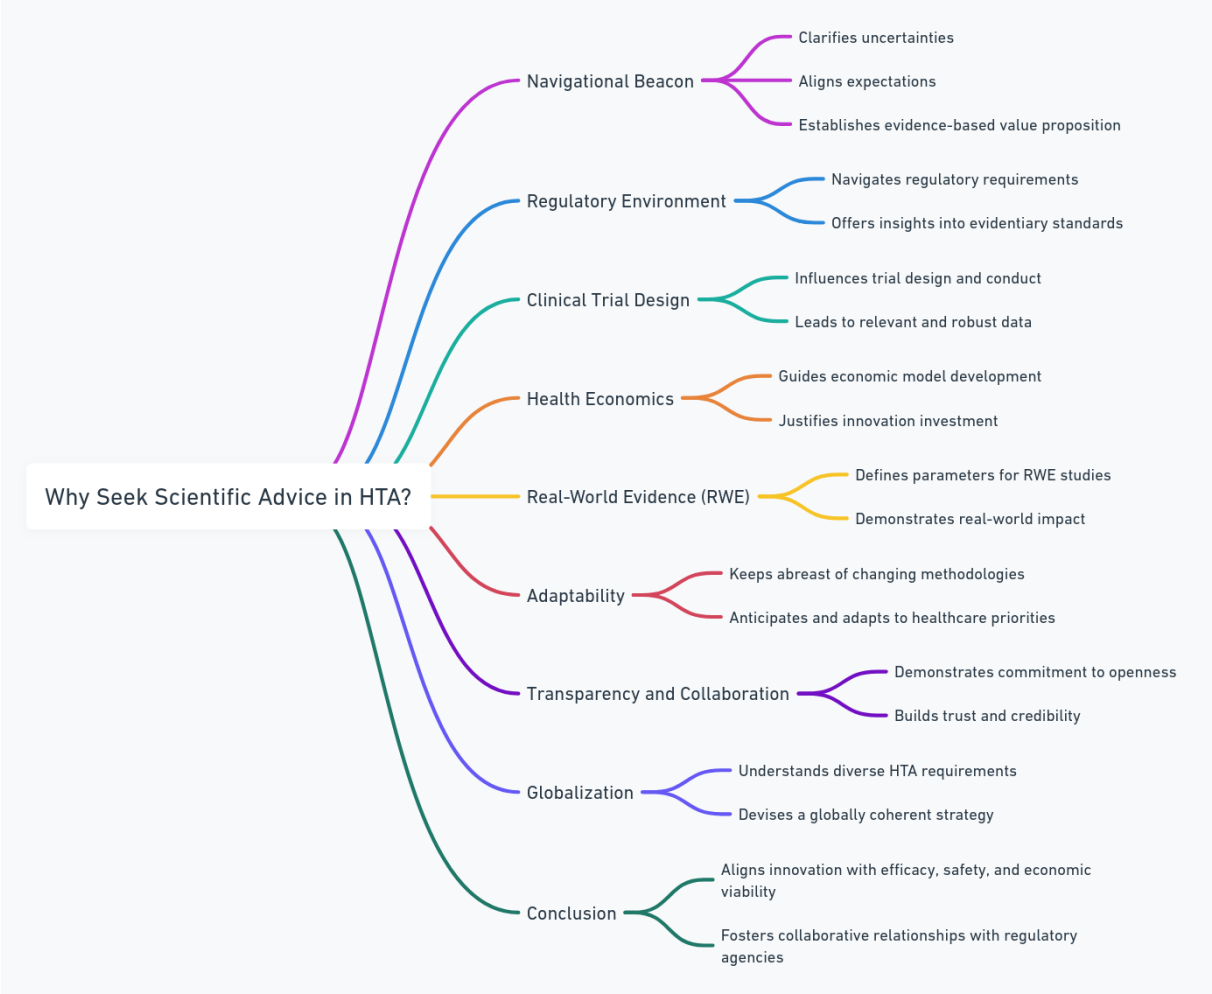 Why Seek Scientific Advice in HTA?
Navigational Beacon
Clarifies uncertainties
Aligns expectations
Establishes evidence-based value proposition
Regulatory Environment
Navigates regulatory requirements
Offers insights into evidentiary standards
Clinical Trial Design
Influences trial design and conduct
Leads to relevant and robust data
Health Economics
Guides economic model development
Justifies innovation investment
Real-World Evidence (RWE)
Defines parameters for RWE studies
Demonstrates real-world impact
Adaptability
Keeps abreast of changing methodologies
Anticipates and adapts to healthcare priorities
Transparency and Collaboration
Demonstrates commitment to openness
Builds trust and credibility
Globalization
Understands diverse HTA requirements
Devises a globally coherent strategy
Conclusion
Aligns innovation with efficacy, safety, and economic
viability
Fosters collaborative relationships with regulatory
agencies